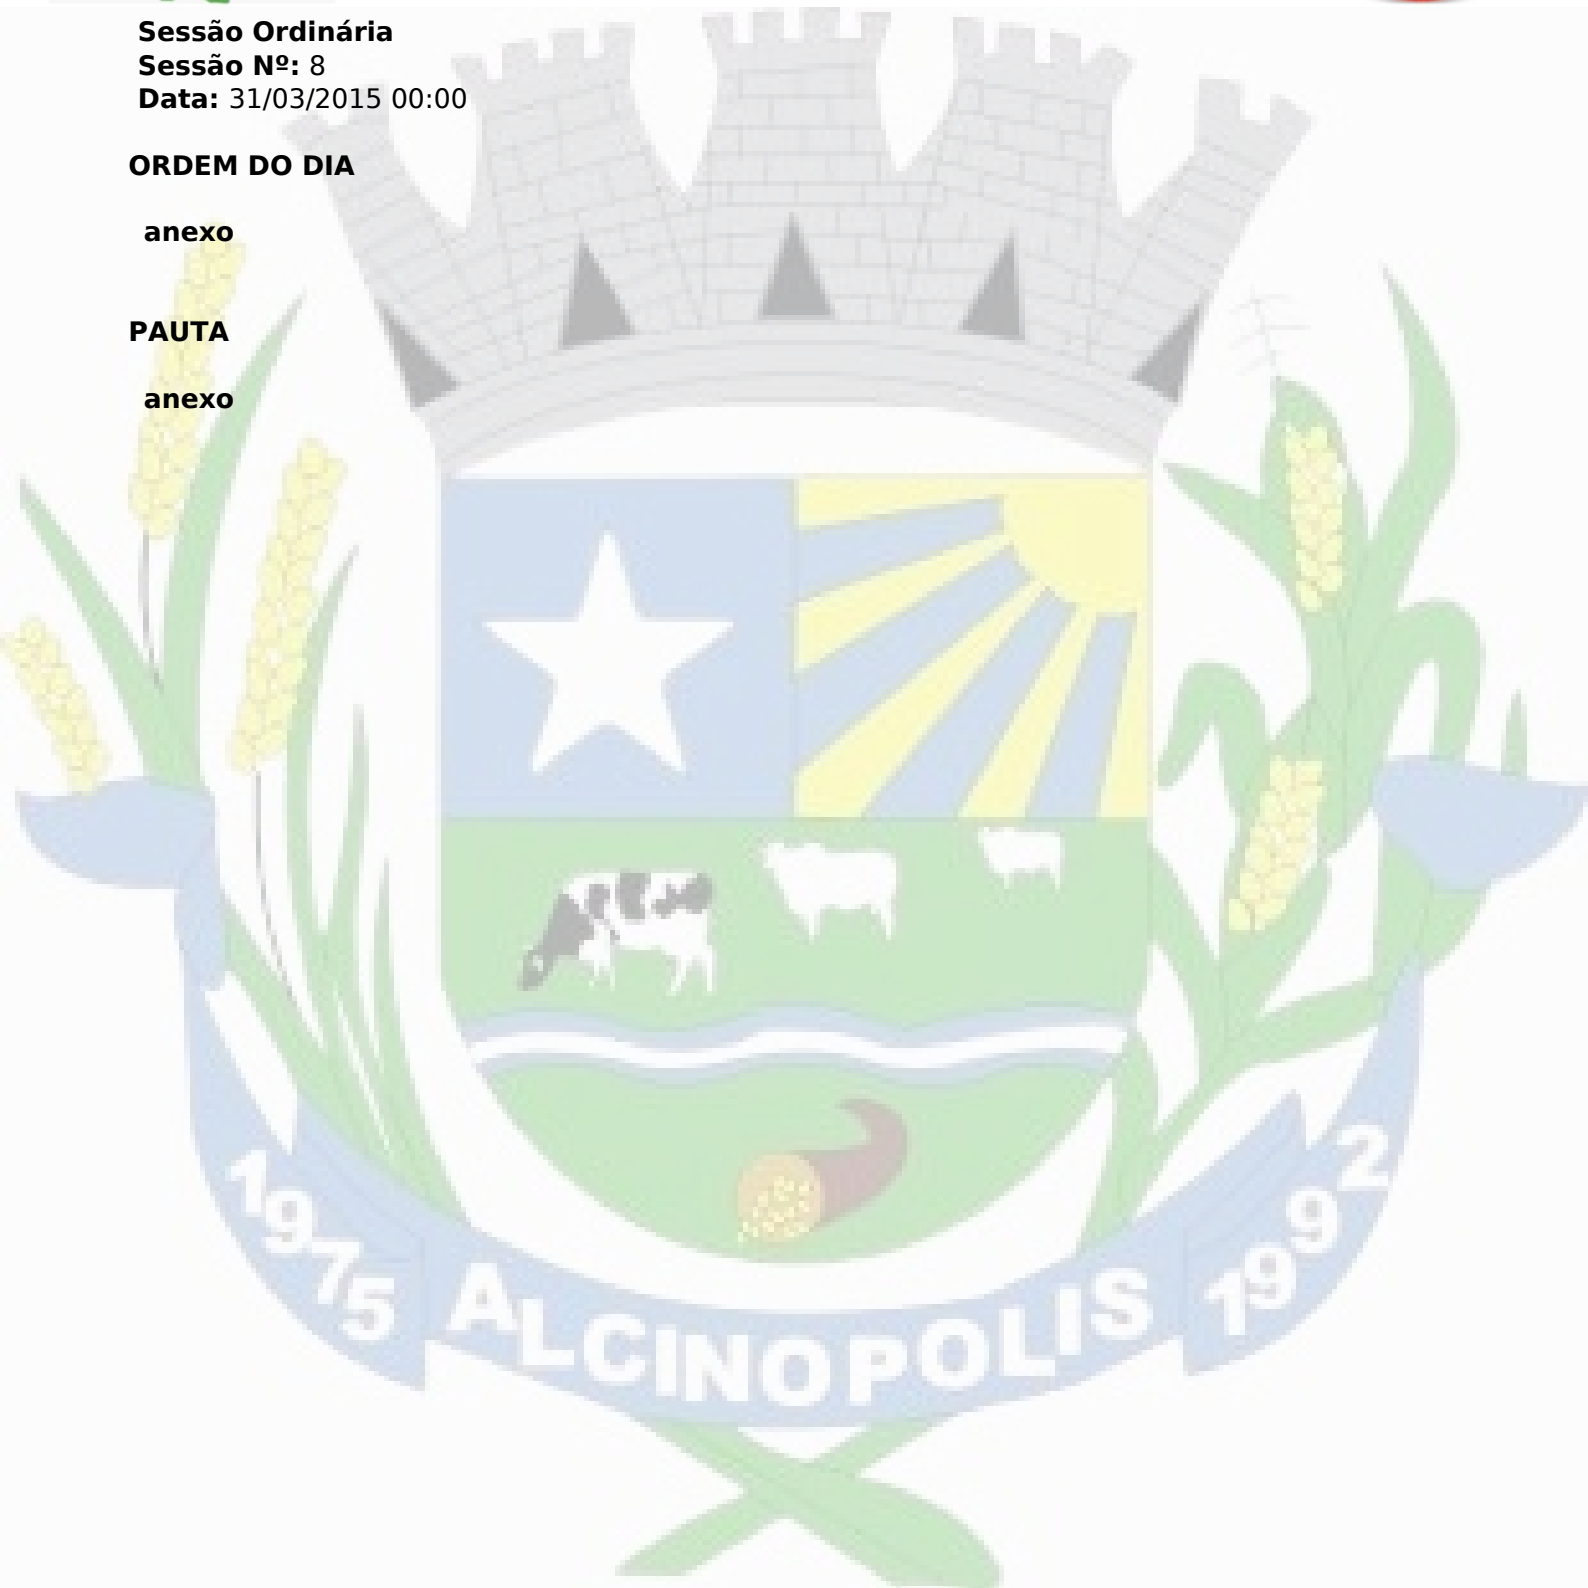 Sessão Ordinária
Sessão Nº: 8
Data: 31/03/2015 00:00
ORDEM DO DIA
anexo
PAUTA
anexo
1975 ALCINOPOLIS 1992